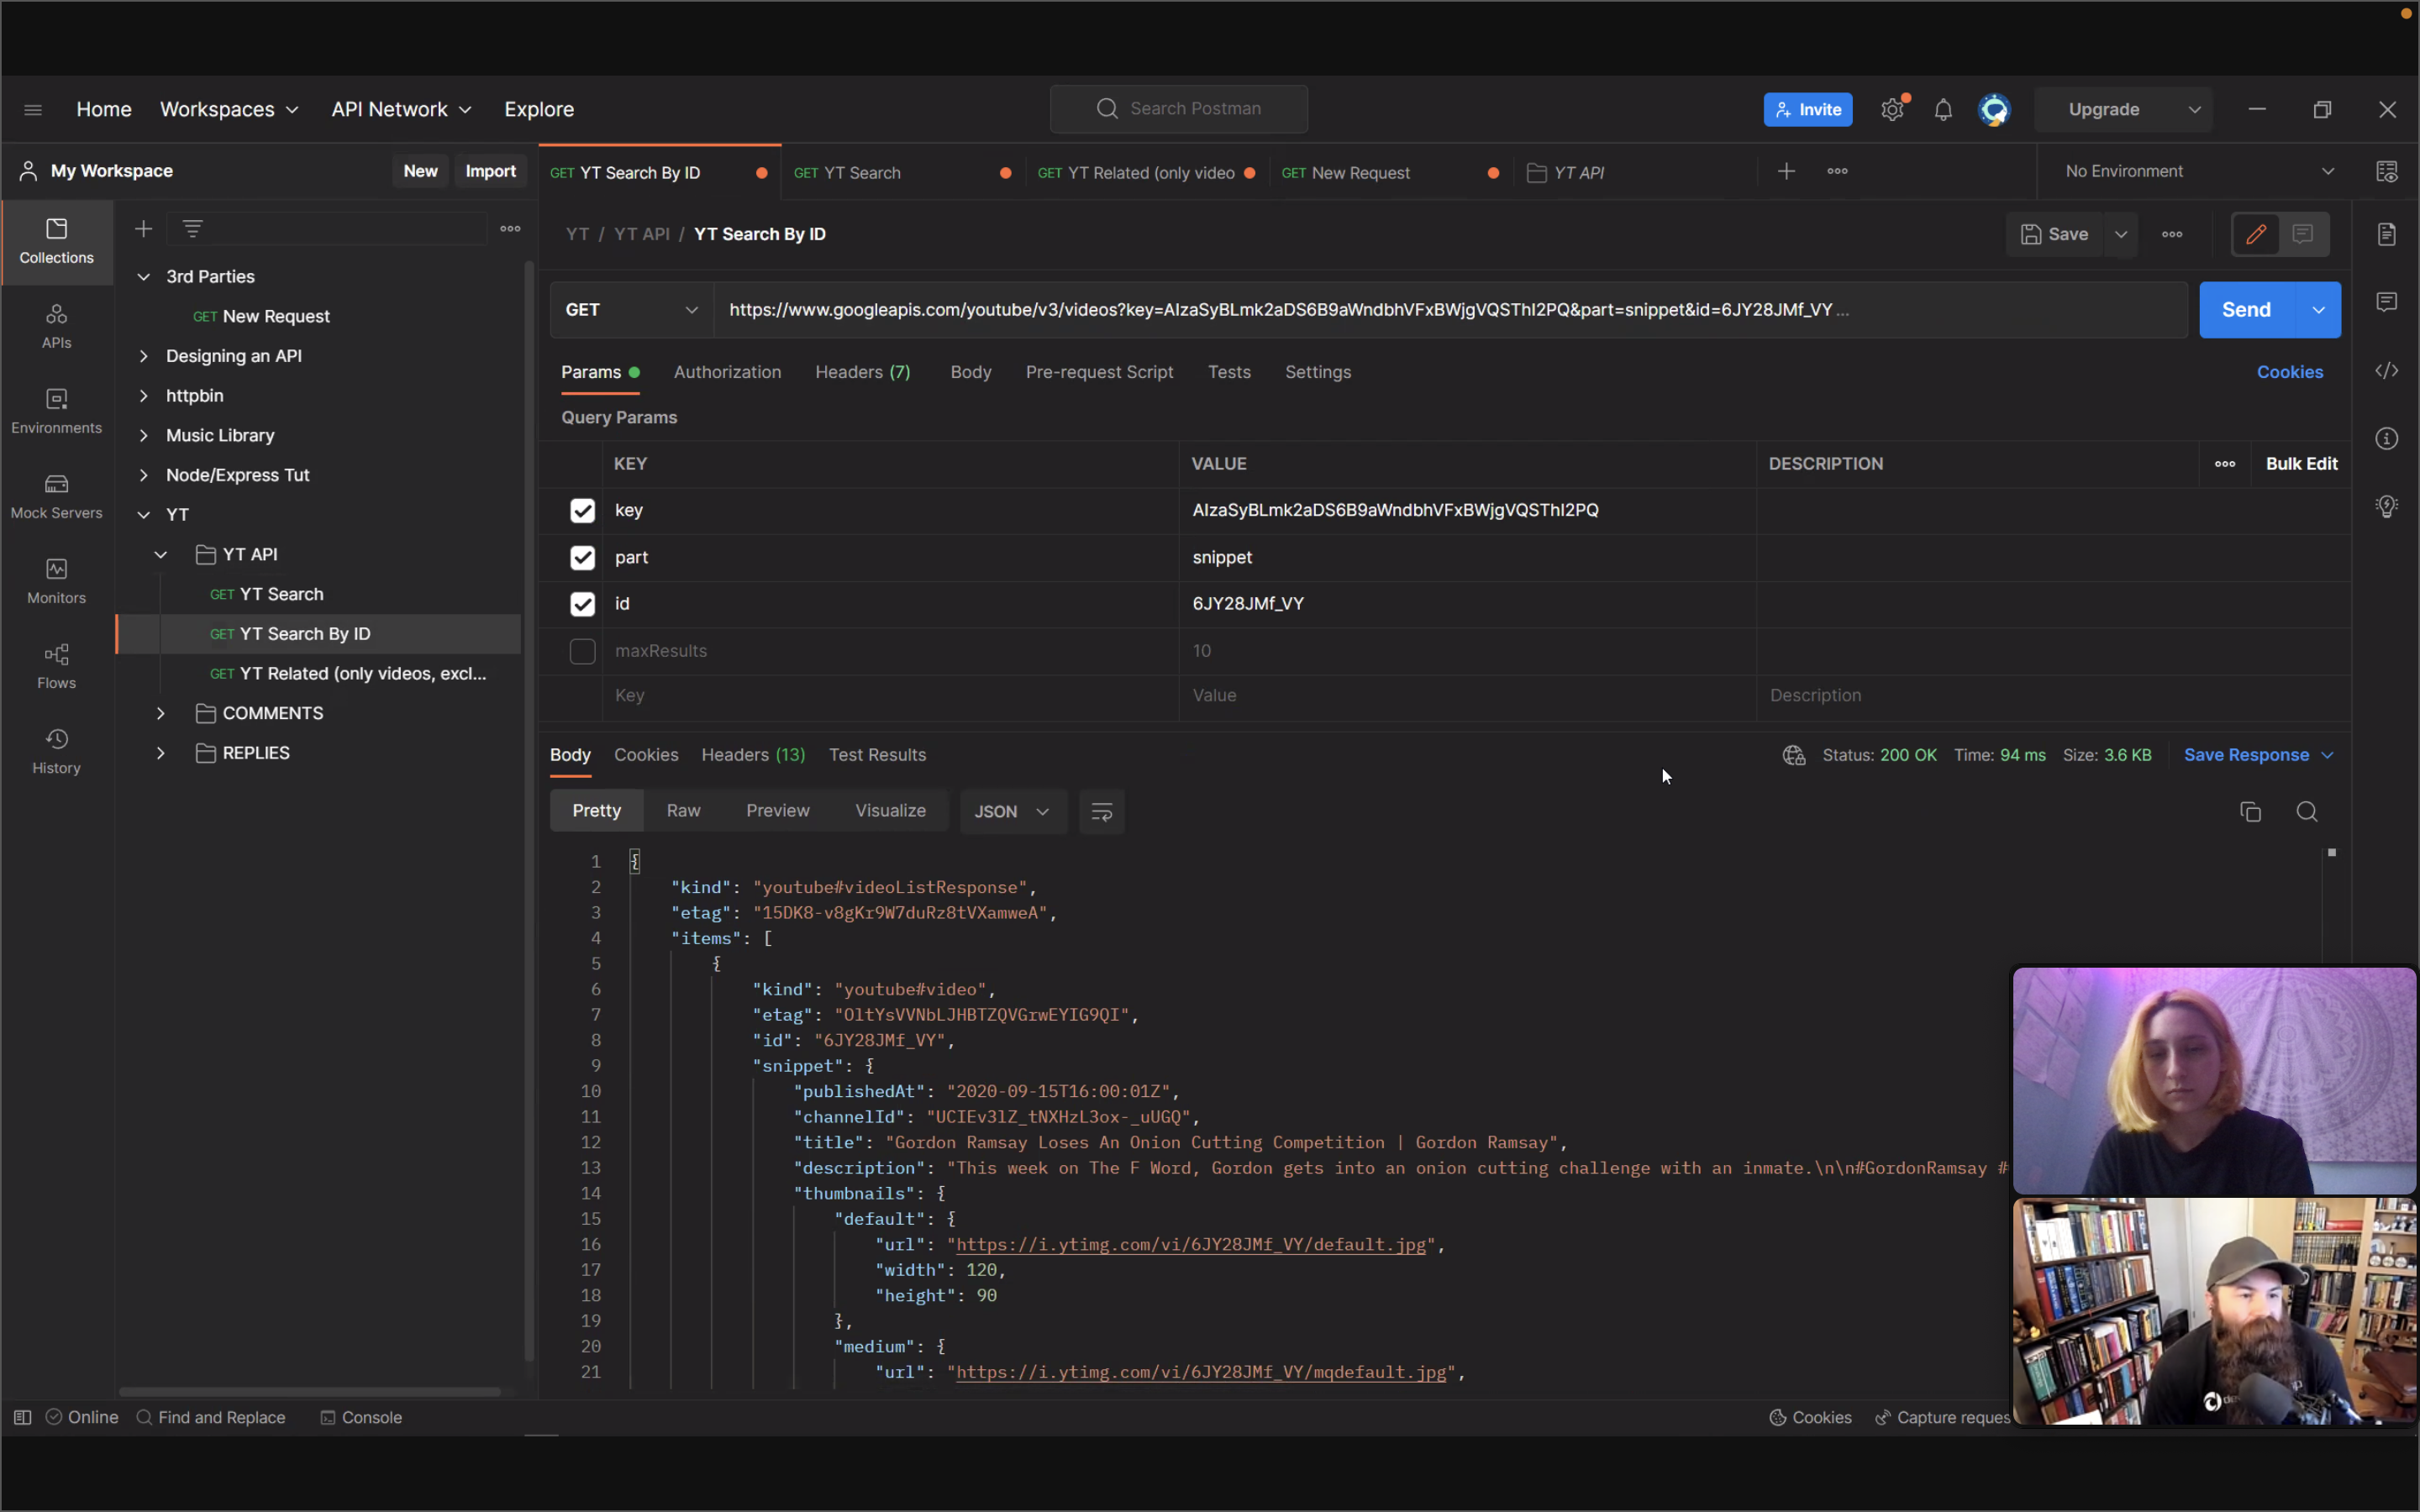 Home Workspaces API Network Explore Search Postman Invite Upgrade
My Workspace New Import
GET YT Search By ID GET YT Search GET YT Related (only video GET New Request YT API No Environment
Collections
APIs
Environments
Mock Servers
Monitors
Flows
History
3rd Parties
GET New Request
Designing an API
httpbin
Music Library
Node/Express Tut
YT
YT API
GET YT Search
GET YT Search By ID
GET YT Related (only videos, excl...
COMMENTS
REPLIES
YT / YT API / YT Search By ID Save
GET https://www.googleapis.com/youtube/v3/videos?key=AIzaSyBLmk2aDS6B9aWndbhVFxBWjgVQSThI2PQ&part=snippet&id=6JY28JMf_VY... Send
Params Authorization Headers (7) Body Pre-request Script Tests Settings Cookies
Query Params
KEY VALUE DESCRIPTION Bulk Edit
key AIzaSyBLmk2aDS6B9aWndbhVFxBWjgVQSThI2PQ
part snippet
id 6JY28JMf_VY
maxResults 10
Key Value Description
Body Cookies Headers (13) Test Results Status: 200 OK Time: 94 ms Size: 3.6 KB Save Response
Pretty Raw Preview Visualize JSON
1 {
2 "kind": "youtube#videoListResponse",
3 "etag": "15DK8-v8gKr9W7duRz8tVXamweA",
4 "items": [
5 {
6 "kind": "youtube#video",
7 "etag": "OltYsVVNbLJHBTZQVGrwEYIG9QI",
8 "id": "6JY28JMf_VY",
9 "snippet": {
10 "publishedAt": "2020-09-15T16:00:01Z",
11 "channelId": "UCIEv3lZ_tNXHzL3ox-_uUGQ",
12 "title": "Gordon Ramsay Loses An Onion Cutting Competition | Gordon Ramsay",
13 "description": "This week on The F Word, Gordon gets into an onion cutting challenge with an inmate.\n\n#GordonRamsay #
14 "thumbnails": {
15 "default": {
16 "url": "https://i.ytimg.com/vi/6JY28JMf_VY/default.jpg",
17 "width": 120,
18 "height": 90
19 },
20 "medium": {
21 "url": "https://i.ytimg.com/vi/6JY28JMf_VY/mqdefault.jpg",
Online Find and Replace Console Cookies Capture reques